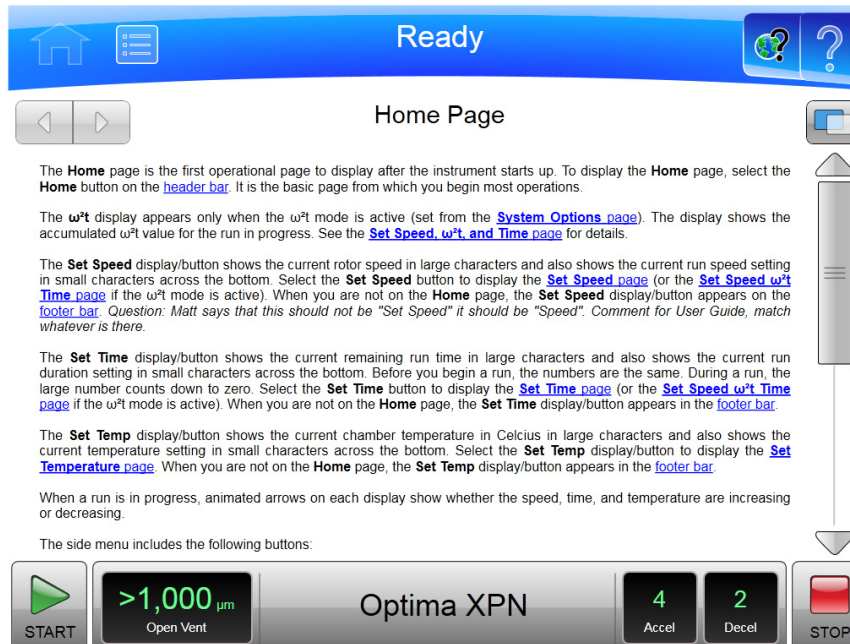 Ready
Home Page
The Home page is the first operational page to display after the instrument starts up. To display the Home page, select the
Home button on the header bar. It is the basic page from which you begin most operations.
The ω²t display appears only when the ω²t mode is active (set from the System Options page). The display shows the
accumulated ω²t value for the run in progress. See the Set Speed, ω²t, and Time page for details.
The Set Speed display/button shows the current rotor speed in large characters and also shows the current run speed setting
in small characters across the bottom. Select the Set Speed button to display the Set Speed page (or the Set Speed ω²t
Time page if the ω²t mode is active). When you are not on the Home page, the Set Speed display/button appears on the
footer bar. Question: Matt says that this should not be "Set Speed" it should be "Speed". Comment for User Guide, match
whatever is there.
The Set Time display/button shows the current remaining run time in large characters and also shows the current run
duration setting in small characters across the bottom. Before you begin a run, the numbers are the same. During a run, the
large number counts down to zero. Select the Set Time button to display the Set Time page (or the Set Speed ω²t Time
page if the ω²t mode is active). When you are not on the Home page, the Set Time display/button appears in the footer bar.
The Set Temp display/button shows the current chamber temperature in Celcius in large characters and also shows the
current temperature setting in small characters across the bottom. Select the Set Temp display/button to display the Set
Temperature page. When you are not on the Home page, the Set Temp display/button appears in the footer bar.
When a run is in progress, animated arrows on each display show whether the speed, time, and temperature are increasing
or decreasing.
The side menu includes the following buttons:
START
>1,000 µm
Open Vent
Optima XPN
4
Accel
2
Decel
STOP